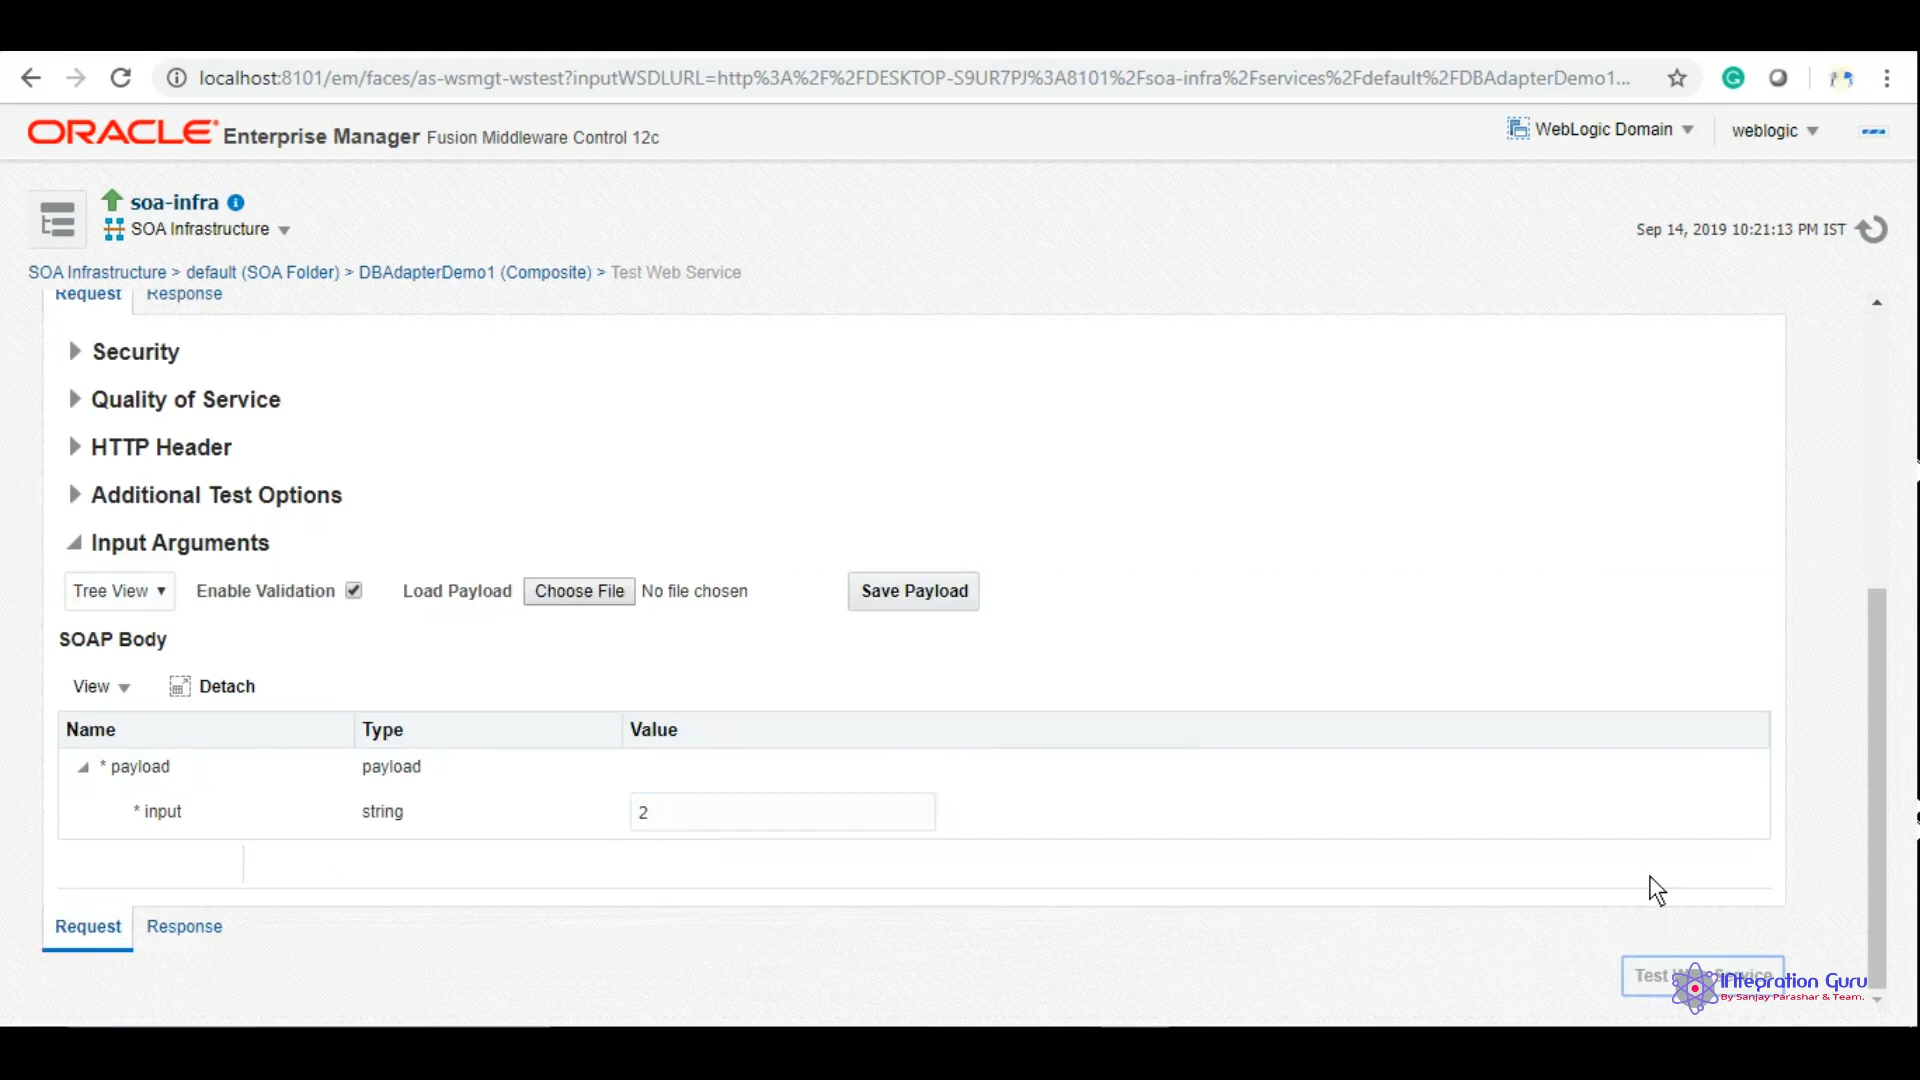 localhost:8101/em/faces/as-wsmgt-wstest?inputWSDLURL=http%3A%2F%2FDESKTOP-S9UR7PJ%3A8101%2Fsoa-infra%2Fservices%2Fdefault%2FDBAdapterDemo1...
ORACLE Enterprise Manager Fusion Middleware Control 12c
WebLogic Domain
weblogic
soa-infra
SOA Infrastructure
Sep 14, 2019 10:21:13 PM IST
SOA Infrastructure > default (SOA Folder) > DBAdapterDemo1 (Composite) > Test Web Service
Request Response
Security
Quality of Service
HTTP Header
Additional Test Options
Input Arguments
Tree View Enable Validation Load Payload Choose File No file chosen Save Payload
SOAP Body
View Detach
Name Type Value
* payload payload
* input string 2
Request Response
Test Service
INtegration Guru
By Sanjay Parashar & Team.